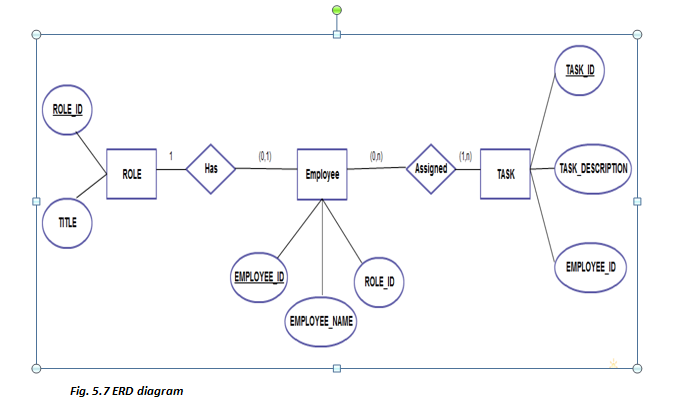 TASK_ID
ROLE_ID
1
(0,1)
(0,n)
(1,n)
ROLE
Has
Employee
Assigned
TASK
TASK_DESCRIPTION
TITLE
EMPLOYEE_ID
ROLE_ID
EMPLOYEE_ID
EMPLOYEE_NAME
Fig. 5.7 ERD diagram